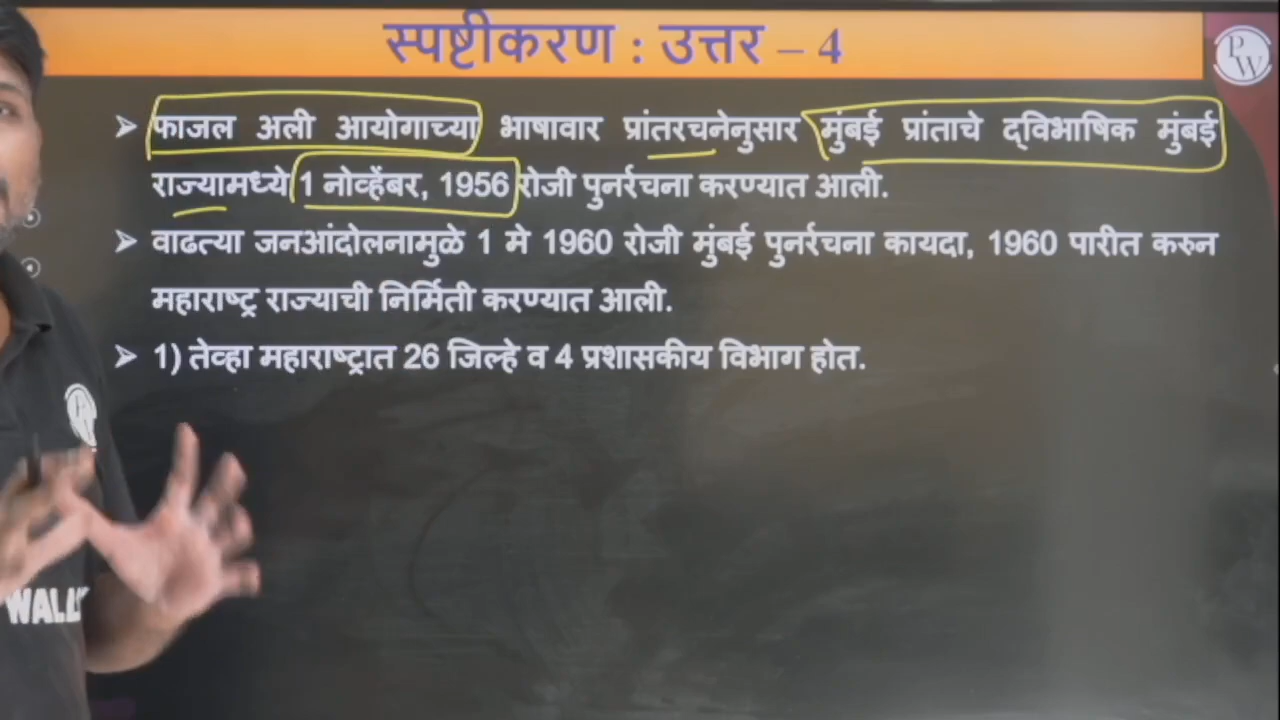 स्पष्टीकरण : उत्तर – 4
PW
➤ फाजल अली आयोगाच्या भाषावार प्रांतरचनेनुसार मुंबई प्रांताचे द्विभाषिक मुंबई
राज्यामध्ये 1 नोव्हेंबर, 1956 रोजी पुनर्रचना करण्यात आली.
➤ वाढत्या जनआंदोलनामुळे 1 मे 1960 रोजी मुंबई पुनर्रचना कायदा, 1960 पारीत करुन
महाराष्ट्र राज्याची निर्मिती करण्यात आली.
➤ 1) तेव्हा महाराष्ट्रात 26 जिल्हे व 4 प्रशासकीय विभाग होत.
WALL